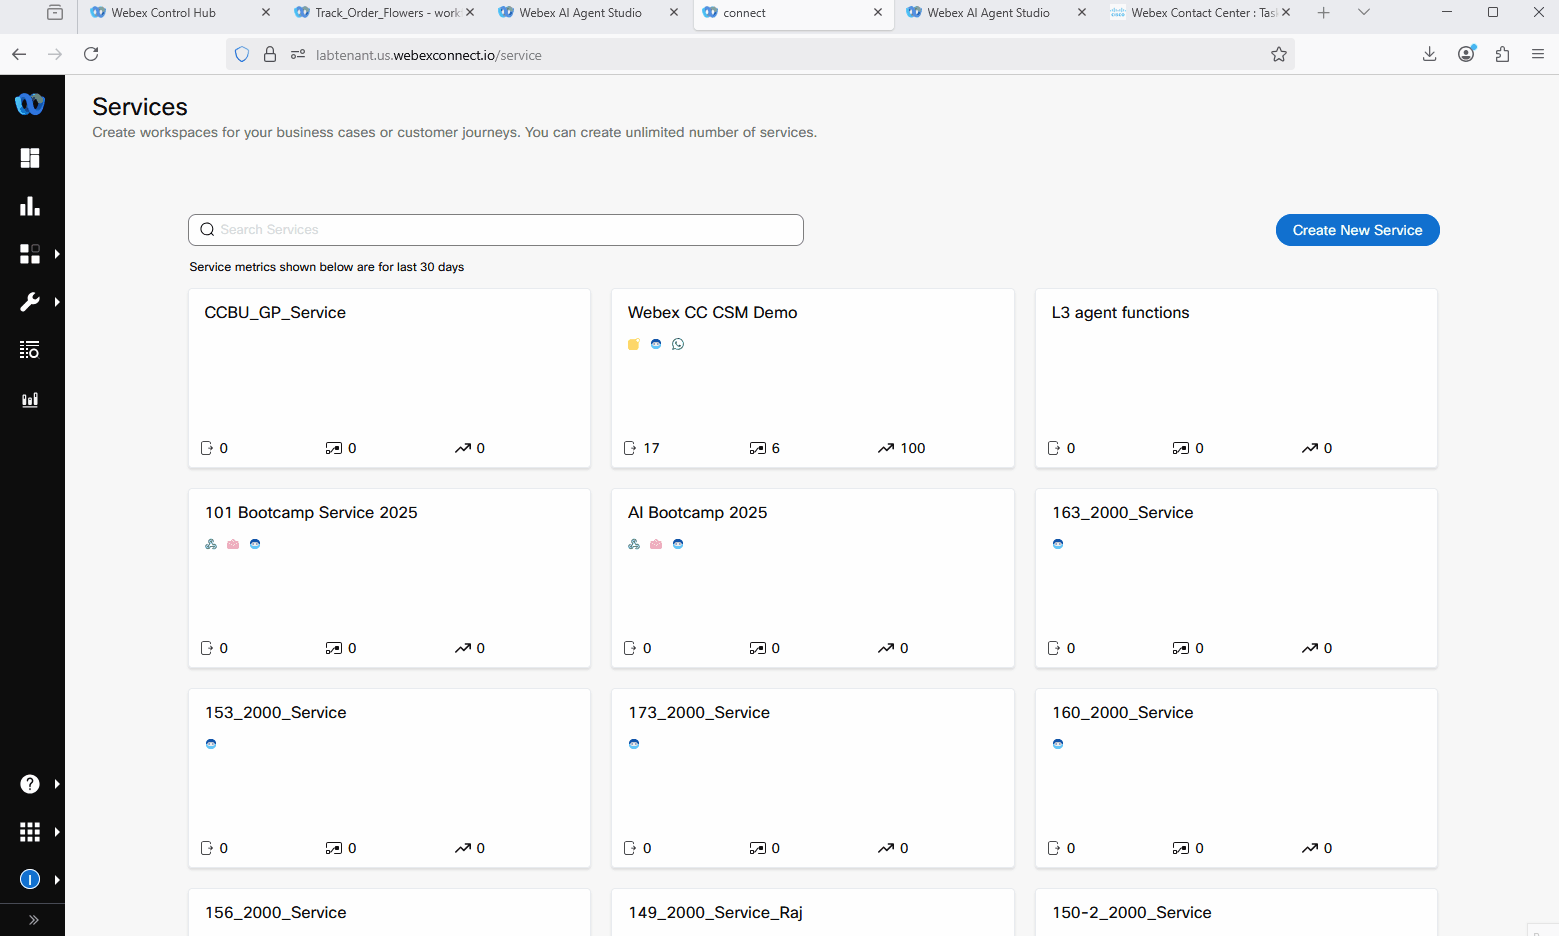 Webex Control Hub
Track_Order_Flowers - work
Webex AI Agent Studio
connect
Webex AI Agent Studio
Webex Contact Center : Tas
labtenant.us.webexconnect.io/service
Services
Create workspaces for your business cases or customer journeys. You can create unlimited number of services.
Search Services
Create New Service
Service metrics shown below are for last 30 days
CCBU_GP_Service
0 0 0
Webex CC CSM Demo
17 6 100
L3 agent functions
0 0 0
101 Bootcamp Service 2025
0 0 0
AI Bootcamp 2025
0 0 0
163_2000_Service
0 0 0
153_2000_Service
0 0 0
173_2000_Service
0 0 0
160_2000_Service
0 0 0
156_2000_Service
149_2000_Service_Raj
150-2_2000_Service
I